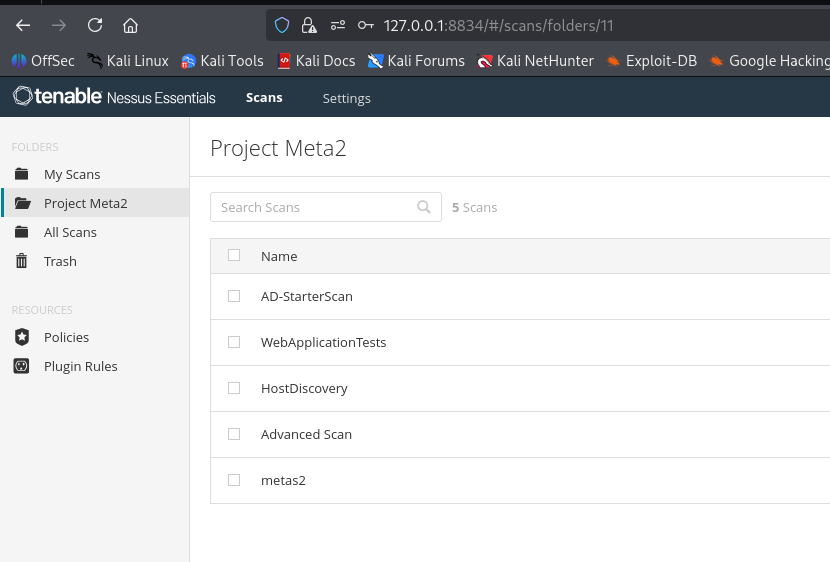 127.0.0.1:8834/#/scans/folders/11
OffSec Kali Linux Kali Tools Kali Docs Kali Forums Kali NetHunter Exploit-DB Google Hacking
tenable Nessus Essentials Scans Settings
FOLDERS
My Scans
Project Meta2
All Scans
Trash
RESOURCES
Policies
Plugin Rules
Project Meta2
Search Scans 5 Scans
Name
AD-StarterScan
WebApplicationTests
HostDiscovery
Advanced Scan
metas2